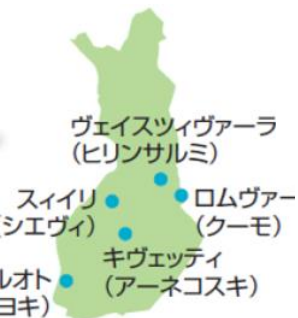 ヴェイスツィヴァーラ
（ヒリンサルミ）
スィイリ
シエヴィ）
ロムヴァー
（クーモ）
キヴェッティ
（アーネコスキ）
ルオト
ヨキ）